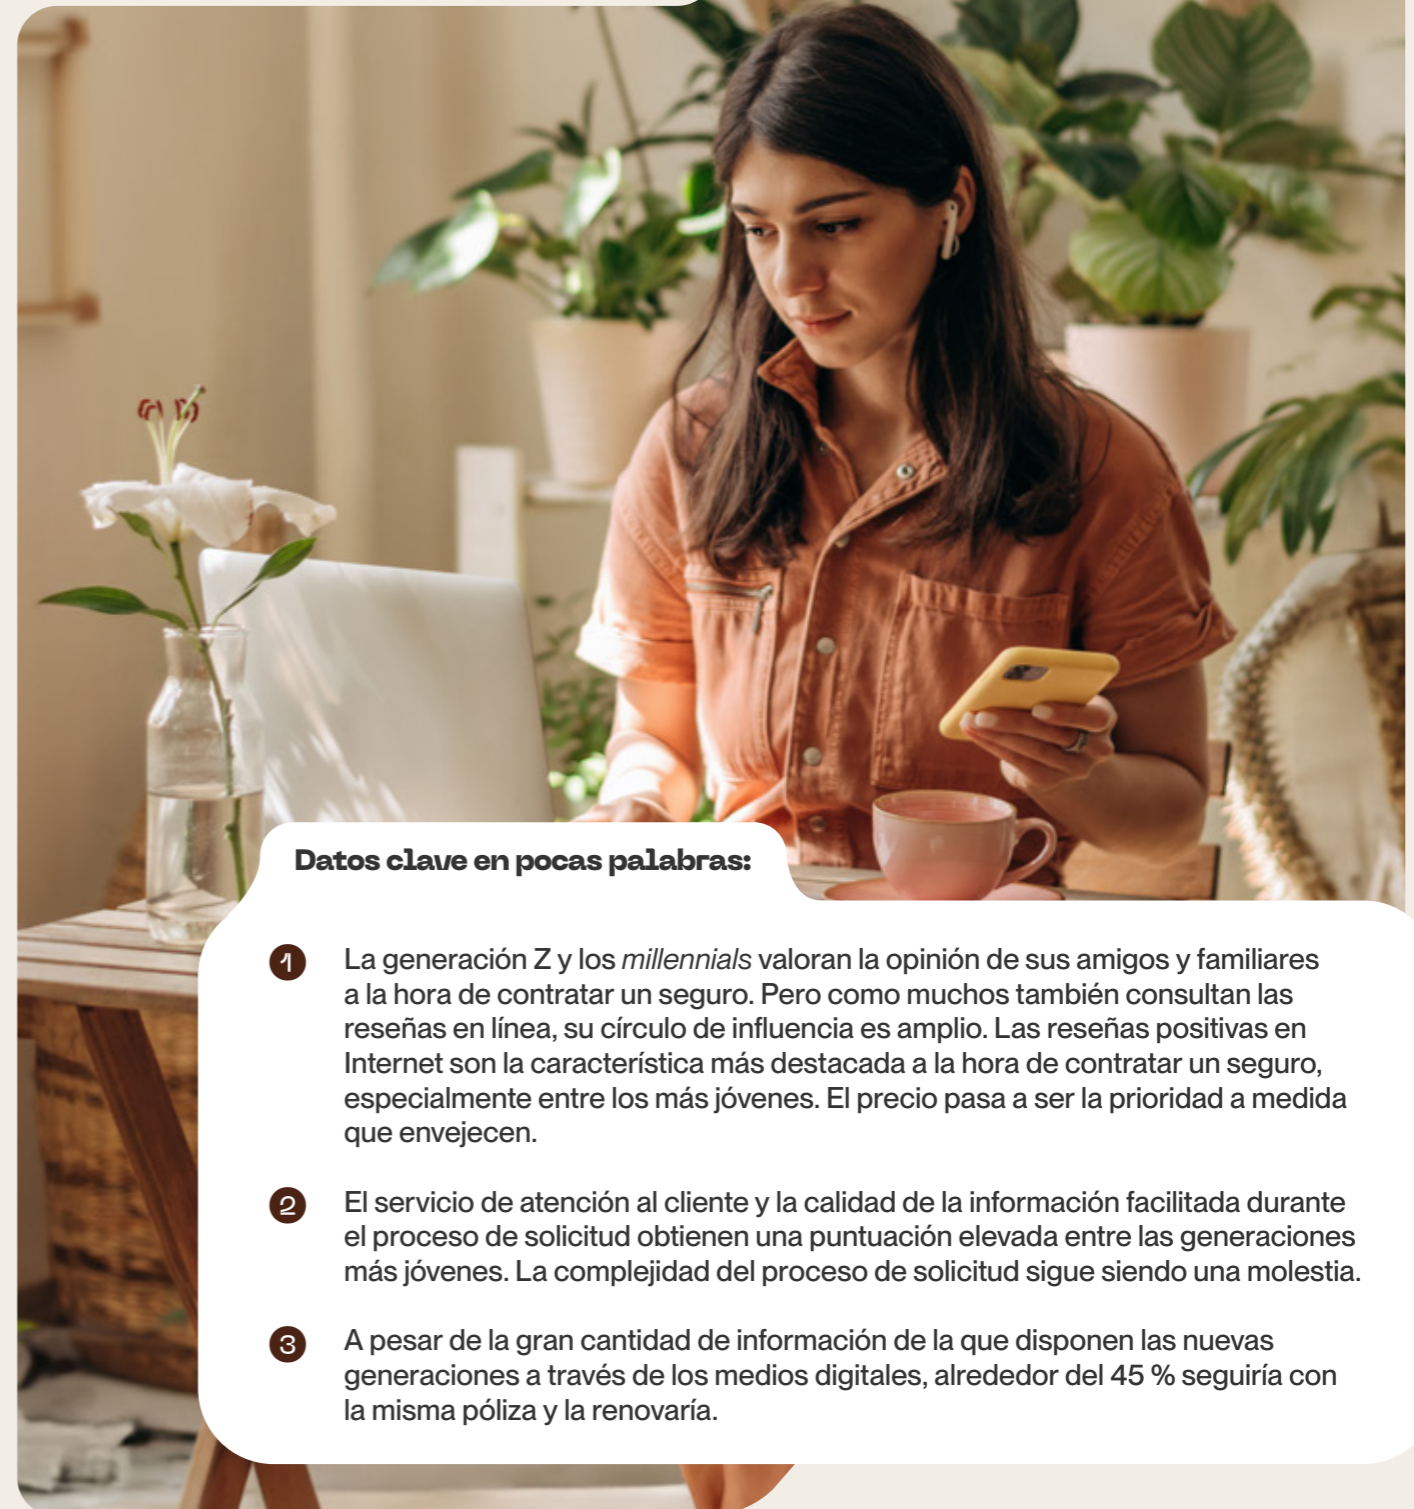 Datos clave en pocas palabras:
1 La generación Z y los millennials valoran la opinión de sus amigos y familiares
a la hora de contratar un seguro. Pero como muchos también consultan las
reseñas en línea, su círculo de influencia es amplio. Las reseñas positivas en
Internet son la característica más destacada a la hora de contratar un seguro,
especialmente entre los más jóvenes. El precio pasa a ser la prioridad a medida
que envejecen.
2 El servicio de atención al cliente y la calidad de la información facilitada durante
el proceso de solicitud obtienen una puntuación elevada entre las generaciones
más jóvenes. La complejidad del proceso de solicitud sigue siendo una molestia.
3 A pesar de la gran cantidad de información de la que disponen las nuevas
generaciones a través de los medios digitales, alrededor del 45 % seguiría con
la misma póliza y la renovaría.